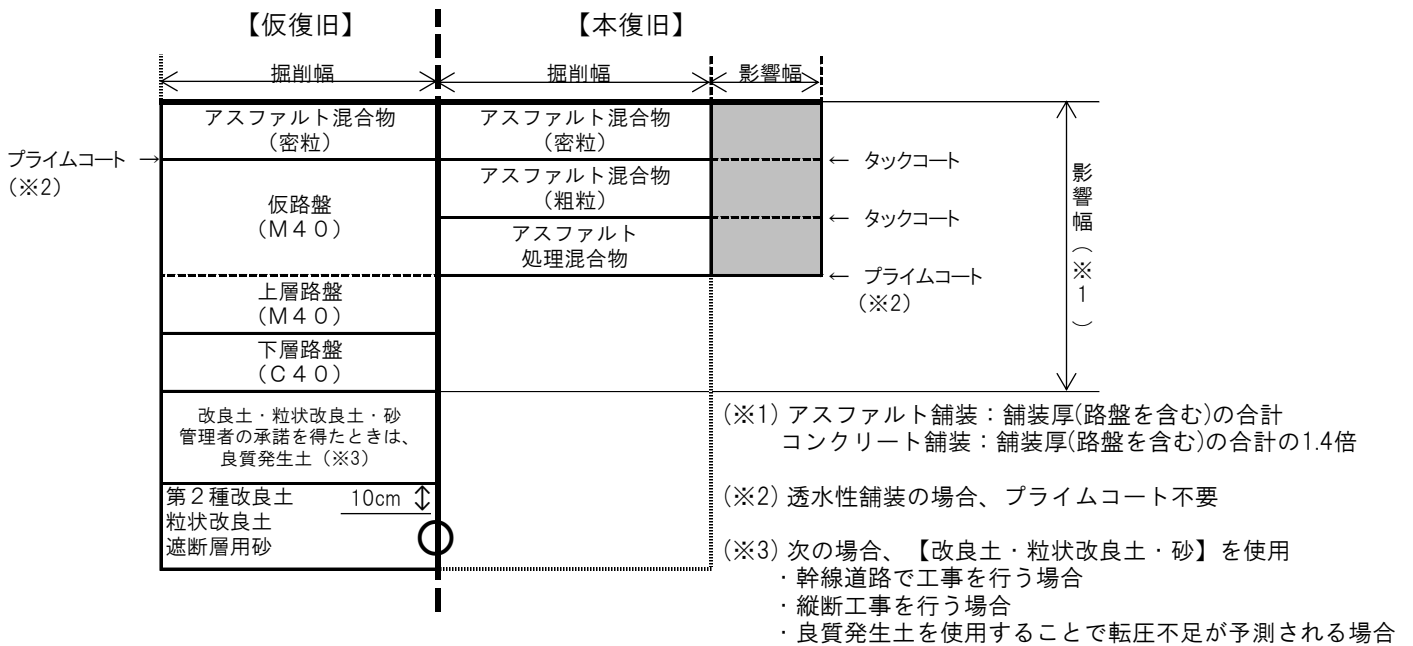 【仮復旧】
【本復旧】
掘削幅
掘削幅
影響幅
アスファルト混合物
（密粒）
プライムコート →
（※2）
仮路盤
（Ｍ４０）
上層路盤
（Ｍ４０）
下層路盤
（Ｃ４０）
改良土・粒状改良土・砂
管理者の承諾を得たときは、
良質発生土（※3）
第２種改良土
10cm
粒状改良土
遮断層用砂
アスファルト混合物
（密粒）
アスファルト混合物
（粗粒）
アスファルト
処理混合物
← タックコート
← タックコート
← プライムコート
（※2）
影響幅（※1）
(※1) アスファルト舗装：舗装厚(路盤を含む)の合計
コンクリート舗装：舗装厚(路盤を含む)の合計の1.4倍
(※2) 透水性舗装の場合、プライムコート不要
(※3) 次の場合、【改良土・粒状改良土・砂】を使用
・幹線道路で工事を行う場合
・縦断工事を行う場合
・良質発生土を使用することで転圧不足が予測される場合